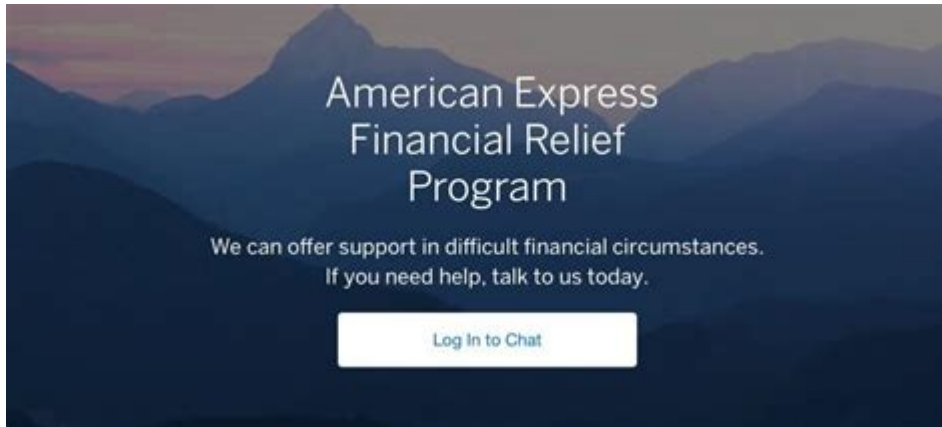 American Express
Financial Relief
Program
We can offer support in difficult financial circumstances.
If you need help, talk to us today.
Log In to Chat